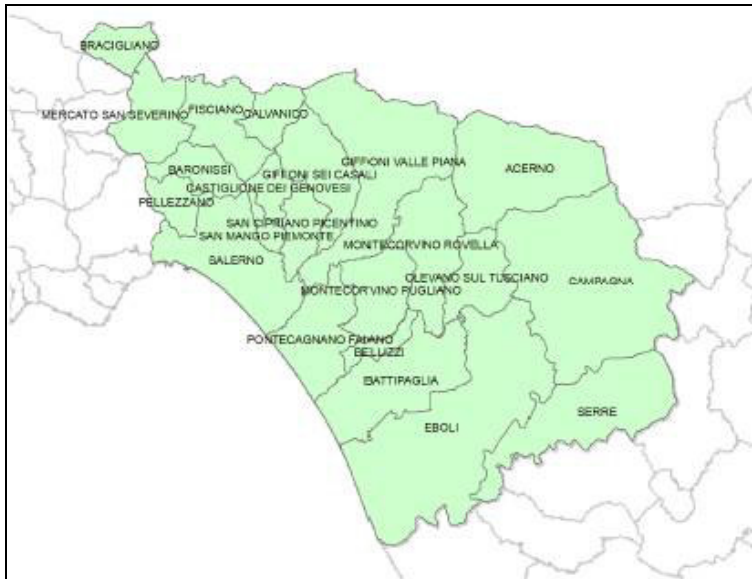 BRACIGLIANO
MERCATO SAN SEVERINO
FISCIANO
CALVANICO
BARONISSI
GIFFONI SEI CASALI
GIFFONI VALLE PIANA
ACERNO
CASTIGLIONE DEI GENOVESI
PELLEZZANO
SAN CIPRIANO PICENTINO
SAN MANGO PIEMONTE
MONTECORVINO ROVELLA
SALERNO
OLEVANO SUL TUSCIANO
CAMPAGNA
MONTECORVINO PUGLIANO
PONTECAGNANO FAIANO
BELLIZZI
BATTIPAGLIA
SERRE
EBOLI